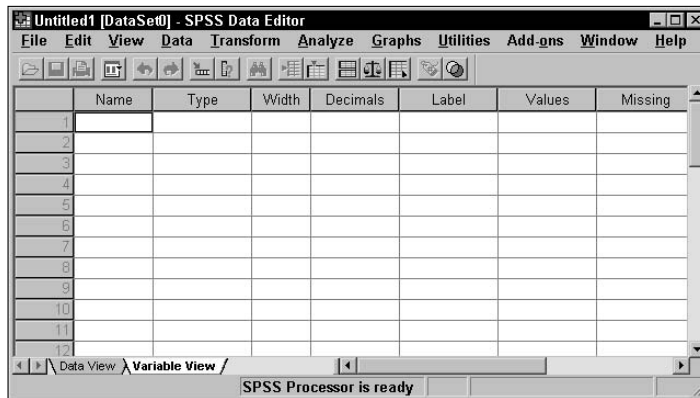 Untitled1 [DataSet0] - SPSS Data Editor
File Edit View Data Transform Analyze Graphs Utilities Add-ons Window Help
Name Type Width Decimals Label Values Missing
1
2
3
4
5
6
7
8
9
10
11
12
Data View Variable View
SPSS Processor is ready